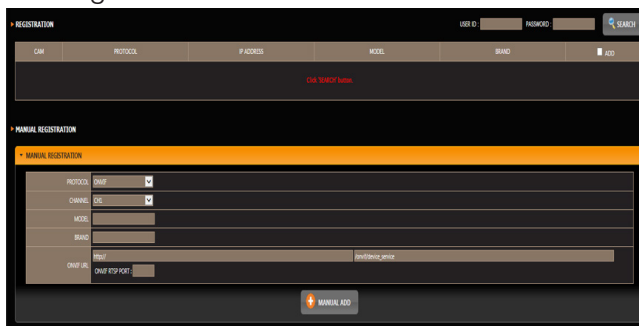 REGISTRATION USER ID : PASSWORD : SEARCH
CAM PROTOCOL IP ADDRESS MODEL BRAND ADD
Click 'SEARCH' button.
MANUAL REGISTRATION
MANUAL REGISTRATION
PROTOCOL ONVIF
CHANNEL CH1
MODEL
BRAND
ONVIF URL http:// /onvif/device_service
ONVIF RTSP PORT :
MANUAL ADD